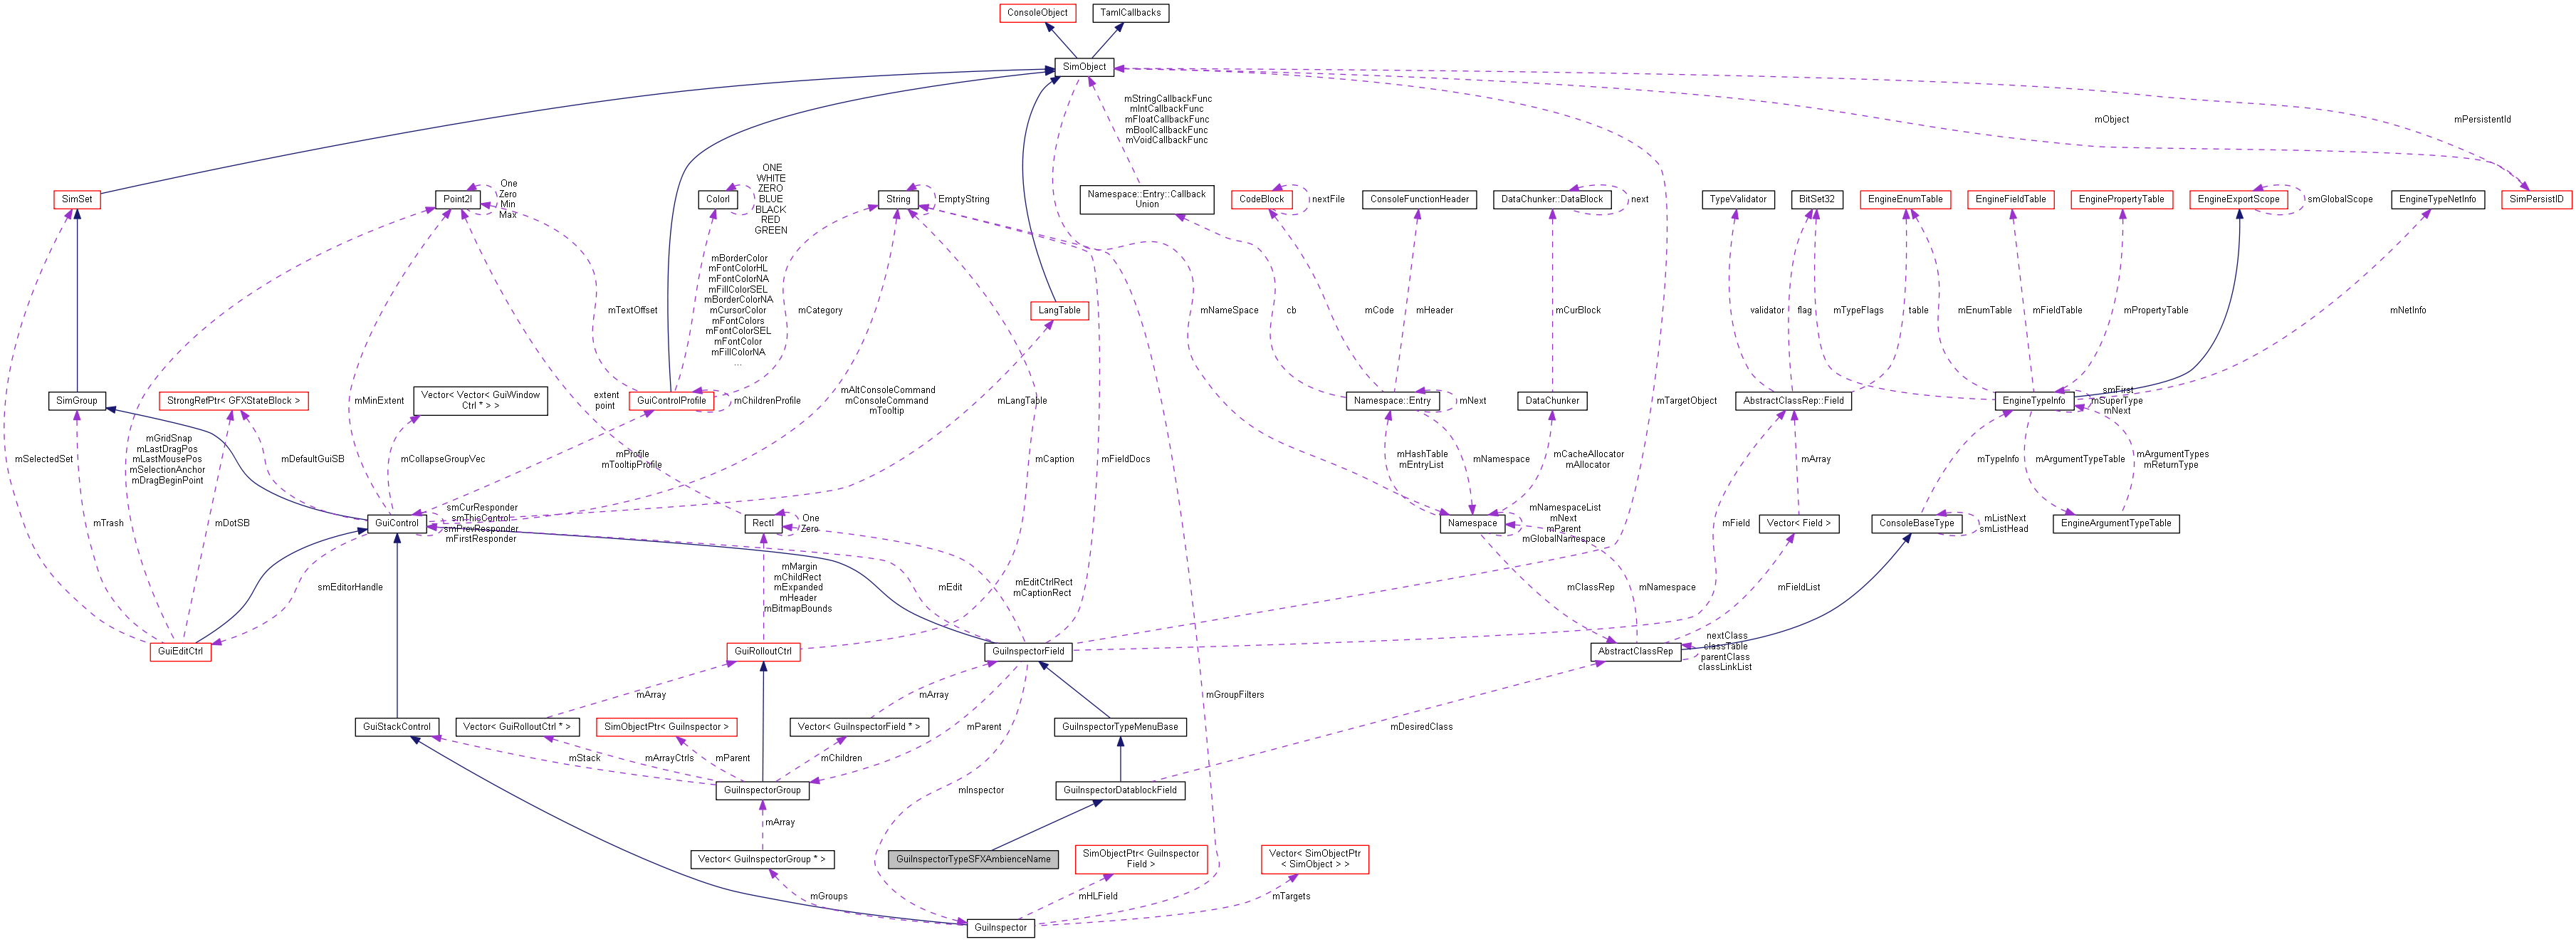 ConsoleObject
TamlCallbacks
SimObject
mStringCallbackFunc
mIntCallbackFunc
mFloatCallbackFunc
mBoolCallbackFunc
mVoidCallbackFunc
mObject
mPersistentId
SimSet
Point2I
One
Zero
Min
Max
ColorI
ONE
WHITE
ZERO
BLUE
BLACK
RED
GREEN
String
EmptyString
Namespace::Entry::Callback
Union
CodeBlock
nextFile
ConsoleFunctionHeader
DataChunker::DataBlock
next
TypeValidator
BitSet32
EngineEnumTable
EngineFieldTable
EnginePropertyTable
EngineExportScope
smGlobalScope
EngineTypeNetInfo
SimPersistID
mTextOffset
mBorderColor
mFontColorHL
mFontColorNA
mFillColorSEL
mBorderColorNA
mCursorColor
mFontColors
mFontColorSEL
mFontColor
mFillColorNA
...
mCategory
LangTable
mNameSpace
cb
mCode
mHeader
mCurBlock
mTargetObject
validator
flag
mTypeFlags
table
mEnumTable
mFieldTable
mPropertyTable
mNetInfo
SimGroup
StrongRefPtr< GFXStateBlock >
mMinExtent
Vector< Vector< GuiWindow
Ctrl * > >
extent
point
GuiControlProfile
mChildrenProfile
mAltConsoleCommand
mConsoleCommand
mTooltip
mLangTable
Namespace::Entry
mNext
DataChunker
AbstractClassRep::Field
EngineTypeInfo
smFirst
mSuperType
mNext
mSelectedSet
mGridSnap
mLastDragPos
mLastMousePos
mSelectionAnchor
mDragBeginPoint
mDefaultGuiSB
mCollapseGroupVec
mProfile
mTooltipProfile
mCaption
mFieldDocs
mHashTable
mEntryList
mNamespace
mCacheAllocator
mAllocator
mArray
mTypeInfo
mArgumentTypeTable
mArgumentTypes
mReturnType
mTrash
mDotSB
GuiControl
smCurResponder
smThisControl
smPrevResponder
mFirstResponder
RectI
One
Zero
Namespace
mNamespaceList
mNext
mParent
mGlobalNamespace
mField
Vector< Field >
ConsoleBaseType
mListNext
smListHead
EngineArgumentTypeTable
smEditorHandle
mMargin
mChildRect
mExpanded
mHeader
mBitmapBounds
mEdit
mEditCtrlRect
mCaptionRect
mClassRep
mNamespace
mFieldList
GuiEditCtrl
GuiRolloutCtrl
GuiInspectorField
AbstractClassRep
nextClass
classTable
parentClass
classLinkList
mArray
mArray
mGroupFilters
GuiStackControl
Vector< GuiRolloutCtrl * >
SimObjectPtr< GuiInspector >
Vector< GuiInspectorField * >
mParent
GuiInspectorTypeMenuBase
mDesiredClass
mStack
mArrayCtrls
mParent
mChildren
GuiInspectorGroup
mInspector
GuiInspectorDatablockField
mArray
Vector< GuiInspectorGroup * >
GuiInspectorTypeSFXAmbienceName
SimObjectPtr< GuiInspector
Field >
Vector< SimObjectPtr
< SimObject > >
mGroups
mHLField
mTargets
GuiInspector